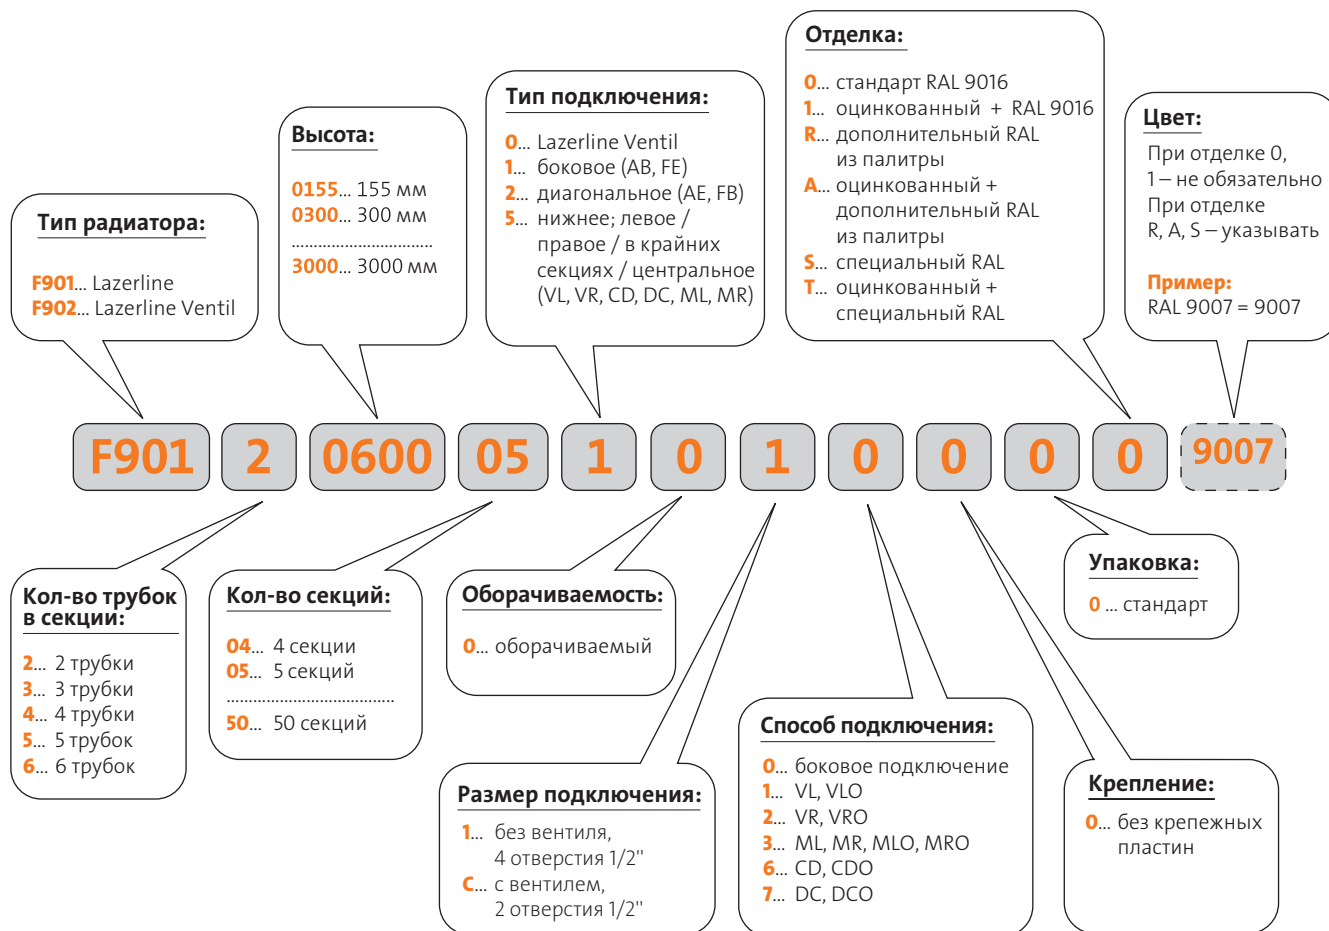 Тип радиатора:
F901... Lazerline
F902... Lazerline Ventil
Высота:
0155... 155 мм
0300... 300 мм
.................................
3000... 3000 мм
Тип подключения:
0... Lazerline Ventil
1... боковое (AB, FE)
2... диагональное (AE, FB)
5... нижнее; левое /
правое / в крайних
секциях / центральное
(VL, VR, CD, DC, ML, MR)
Отделка:
0... стандарт RAL 9016
1... оцинкованный + RAL 9016
R... дополнительный RAL
из палитры
A... оцинкованный +
дополнительный RAL
из палитры
S... специальный RAL
T... оцинкованный +
специальный RAL
Цвет:
При отделке 0,
1 – не обязательно
При отделке
R, A, S – указывать
Пример:
RAL 9007 = 9007
F901 2 0600 05 1 0 1 0 0 0 0 9007
Кол-во трубок
в секции:
2... 2 трубки
3... 3 трубки
4... 4 трубки
5... 5 трубок
6... 6 трубок
Кол-во секций:
04... 4 секции
05... 5 секций
.......................................
50... 50 секций
Оборачиваемость:
0... оборачиваемый
Размер подключения:
1... без вентиля,
4 отверстия 1/2"
C... с вентилем,
2 отверстия 1/2"
Способ подключения:
0... боковое подключение
1... VL, VLO
2... VR, VRO
3... ML, MR, MLO, MRO
6... CD, CDO
7... DC, DCO
Крепление:
0... без крепежных
пластин
Упаковка:
0 ... стандарт